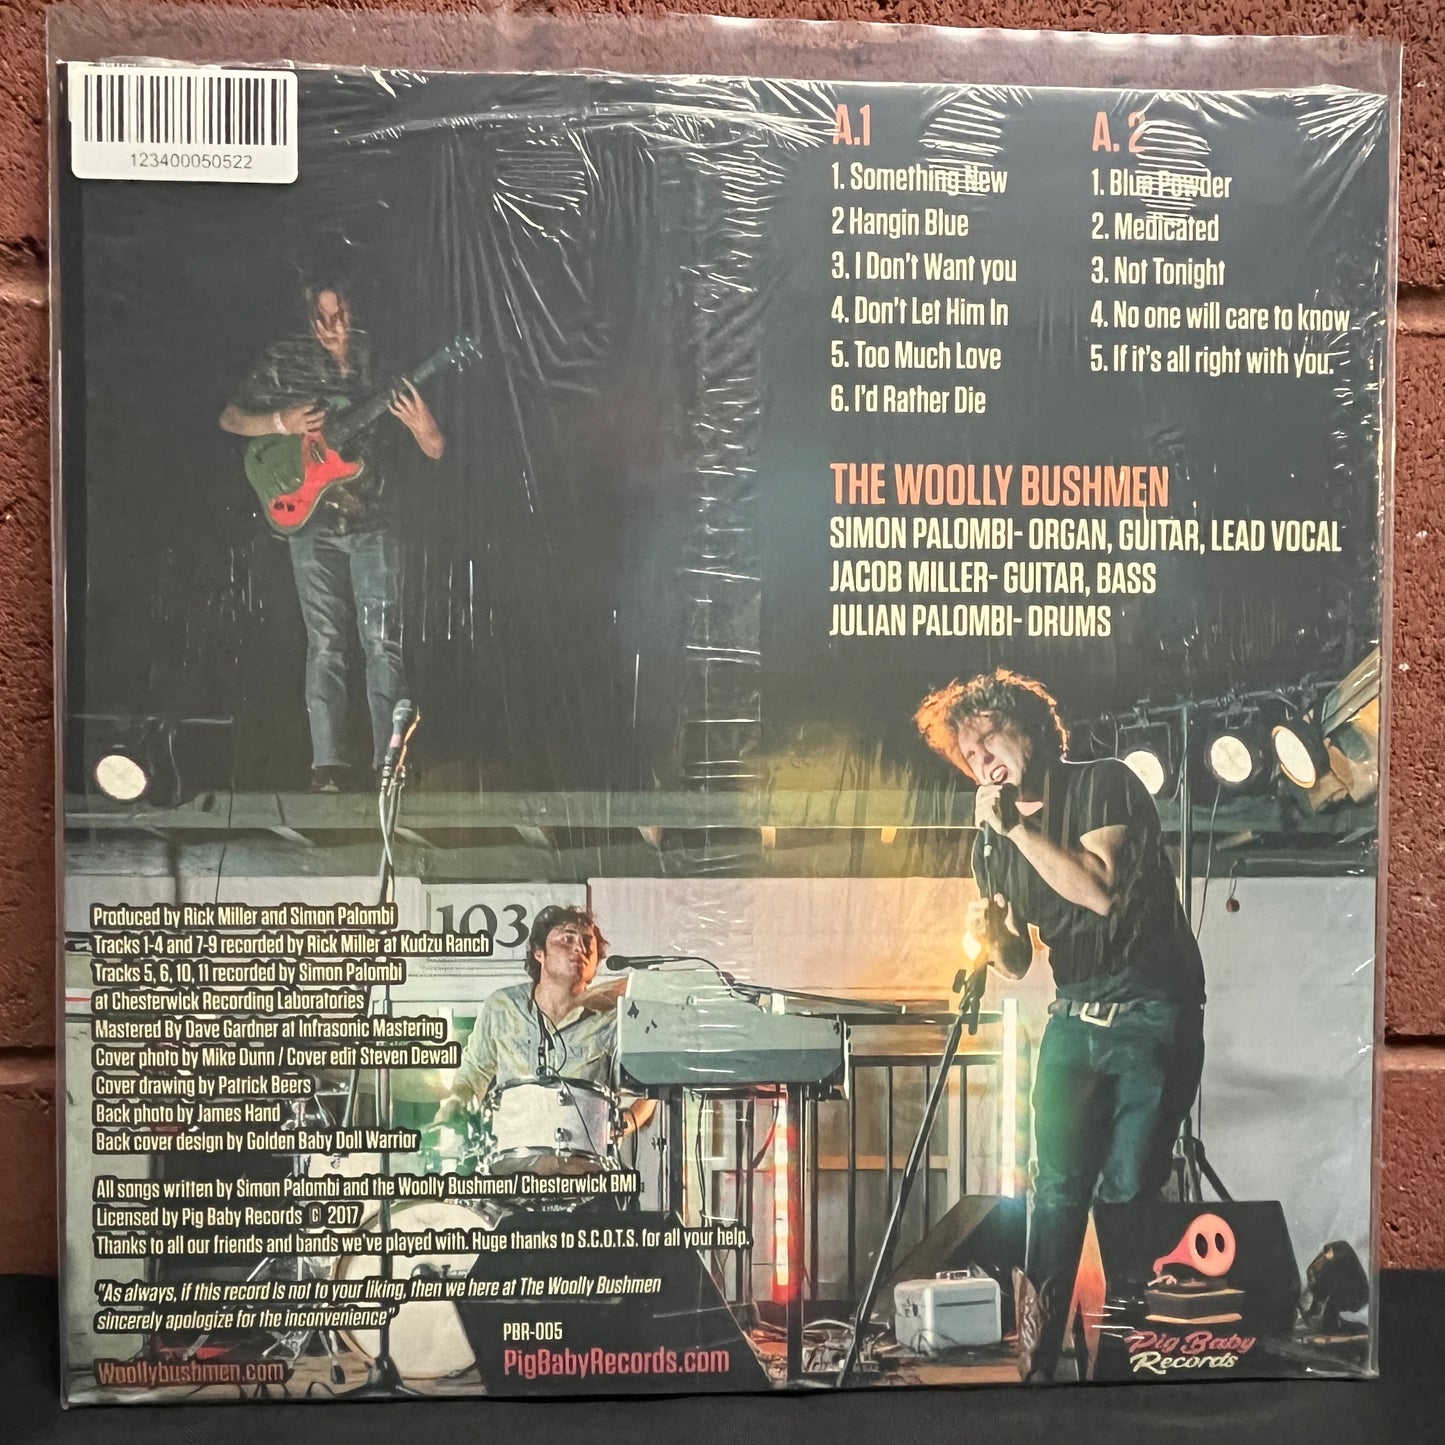 123400050522
A.1
1. Something New
2 Hangin Blue
3. I Don't Want you
4. Don't Let Him In
5. Too Much Love
6. I'd Rather Die
A. 2
1. Blue Powder
2. Medicated
3. Not Tonight
4. No one will care to know
5. If it's all right with you.
THE WOOLLY BUSHMEN
SIMON PALOMBI- ORGAN, GUITAR, LEAD VOCAL
JACOB MILLER- GUITAR, BASS
JULIAN PALOMBI- DRUMS
Produced by Rick Miller and Simon Palombi
Tracks 1-4 and 7-9 recorded by Rick Miller at Kudzu Ranch
Tracks 5, 6, 10, 11 recorded by Simon Palombi
at Chesterwick Recording Laboratories
Mastered By Dave Gardner at Infrasonic Mastering
Cover photo by Mike Dunn / Cover edit Steven Dewall
Cover drawing by Patrick Beers
Back photo by James Hand
Back cover design by Golden Baby Doll Warrior
All songs written by Simon Palombi and the Woolly Bushmen/ Chesterwick BMI
Licensed by Pig Baby Records (C) 2017
Thanks to all our friends and bands we've played with. Huge thanks to S.C.O.T.S. for all your help.
"As always, if this record is not to your liking, then we here at The Woolly Bushmen
sincerely apologize for the inconvenience"
Woollybushmen.com
PBR-005
PigBabyRecords.com
Pig Baby
Records